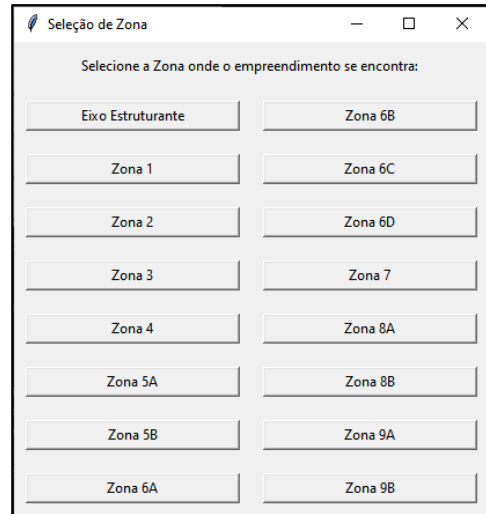 Seleção de Zona
Selecione a Zona onde o empreendimento se encontra:
Eixo Estruturante
Zona 1
Zona 2
Zona 3
Zona 4
Zona 5A
Zona 5B
Zona 6A
Zona 6B
Zona 6C
Zona 6D
Zona 7
Zona 8A
Zona 8B
Zona 9A
Zona 9B